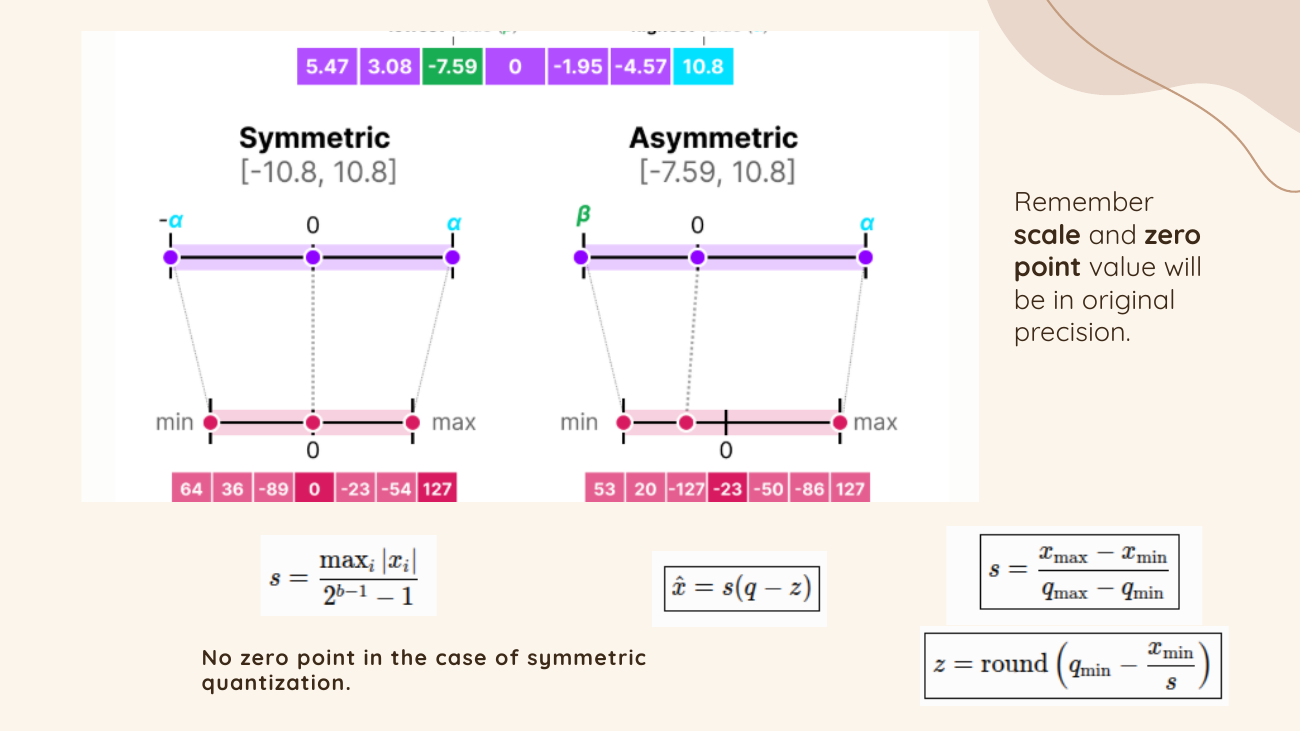 5.47 3.08 -7.59 0 -1.95 -4.57 10.8
Symmetric
[-10.8, 10.8]
Asymmetric
[-7.59, 10.8]
-α 0 α
β 0 α
min max
0
min max
0
64 36 -89 0 -23 -54 127
53 20 -127 -23 -50 -86 127
Remember
scale and zero
point value will
be in original
precision.
s = max_i |x_i| / (2^{b-1} − 1)
x̂ = s(q − z)
s = (x_max − x_min) / (q_max − q_min)
z = round (q_min − x_min / s)
No zero point in the case of symmetric
quantization.